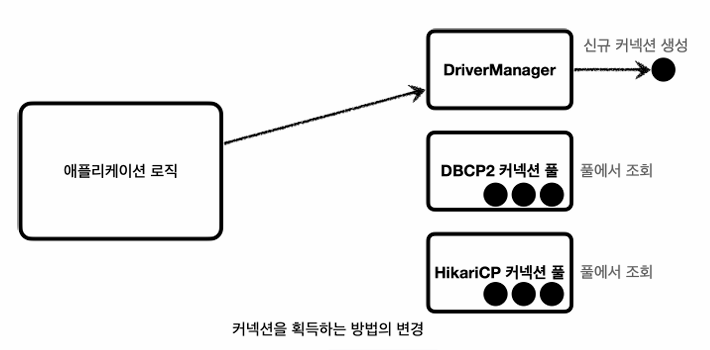 신규 커넥션 생성
DriverManager
애플리케이션 로직
DBCP2 커넥션 풀
풀에서 조회
HikariCP 커넥션 풀
풀에서 조회
커넥션을 획득하는 방법의 변경